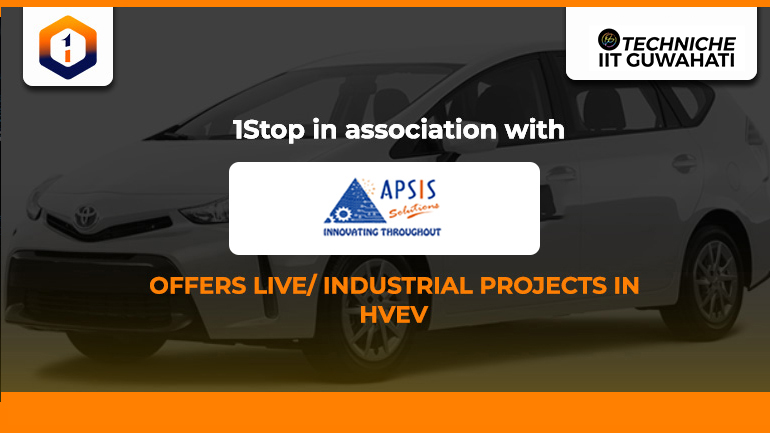 TECHNICHE
IIT GUWAHATI
1Stop in association with
APSIS
Solutions
INNOVATING THROUGHOUT
OFFERS LIVE/ INDUSTRIAL PROJECTS IN
HVEV